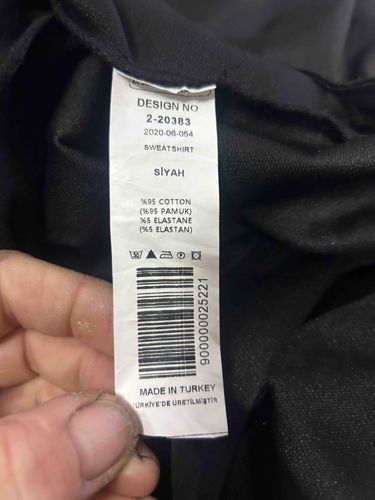 DESIGN NO
2-20383
2020-06-054
SWEATSHIRT
SİYAH
%95 COTTON
(%95 PAMUK)
%5 ELASTANE
(%5 ELASTAN)
900000025221
MADE IN TURKEY
TÜRKİYE'DE ÜRETİLMİŞTİR